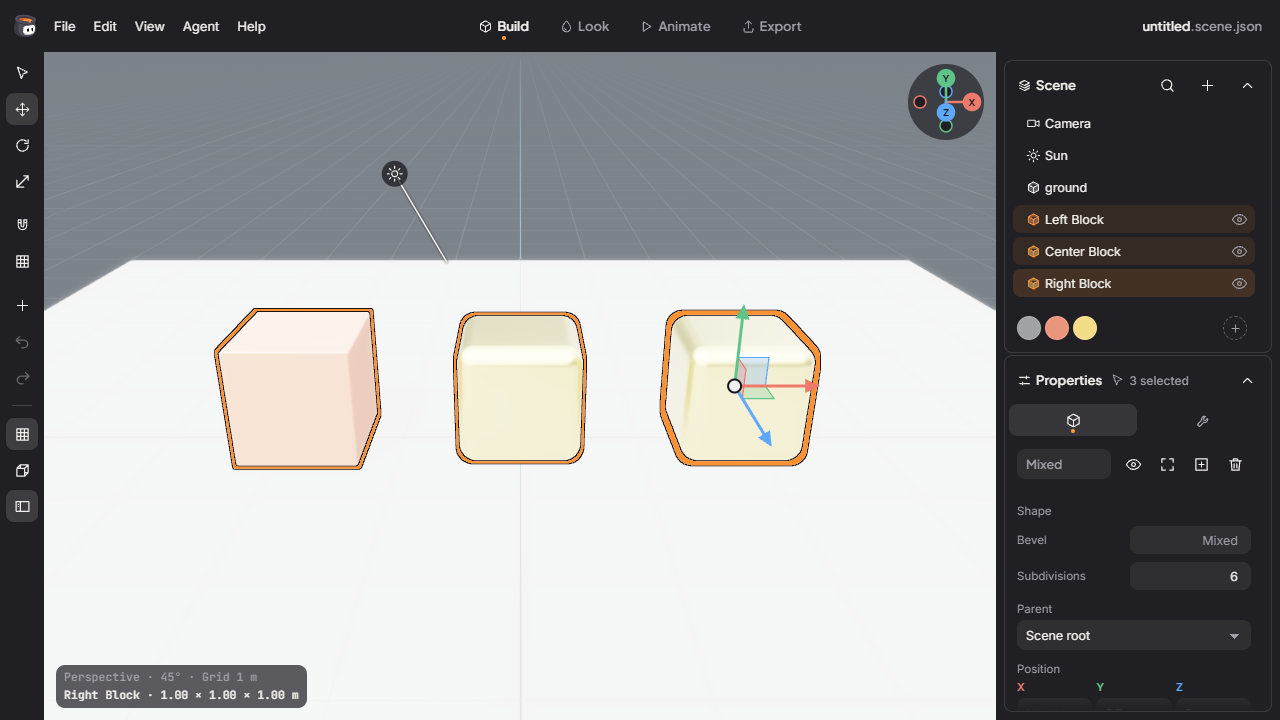 File Edit View Agent Help
Build Look Animate Export
untitled.scene.json
Y
X
Z
Scene
Camera
Sun
ground
Left Block
Center Block
Right Block
Properties 3 selected
Mixed
Shape
Bevel Mixed
Subdivisions 6
Parent
Scene root
Position
X Y Z
Perspective · 45° · Grid 1 m
Right Block · 1.00 × 1.00 × 1.00 m